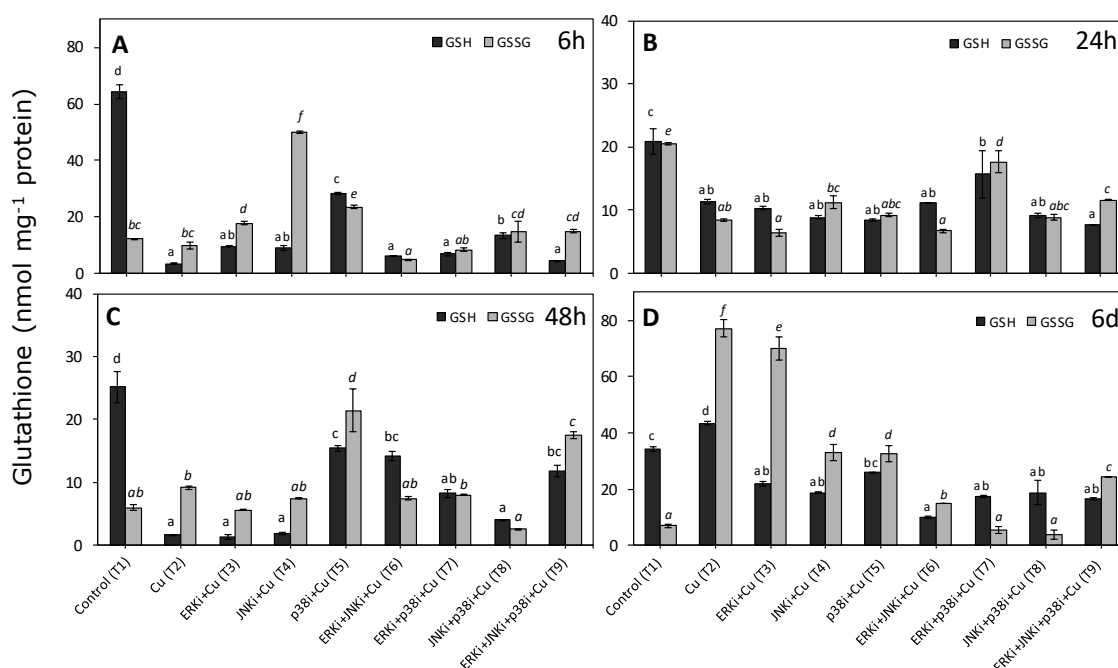 Glutathione (nmol mg⁻¹ protein)
A
GSH GSSG 6h
80
60
40
20
0
d
bc
a
bc
ab
d
ab
f
c
e
a
a
ab
ab
b
cd
a
cd
B
GSH GSSG 24h
40
30
20
10
0
c
e
ab
ab
ab
a
ab
bc
ab
abc
ab
a
b
d
ab
abc
a
c
C
GSH GSSG 48h
40
30
20
10
0
d
ab
a
b
a
ab
a
ab
c
d
bc
ab
ab
b
a
a
bc
c
Control (T1)
Cu (T2)
ERKi+Cu (T3)
JNKi+Cu (T4)
p38i+Cu (T5)
ERKi+JNKi+Cu (T6)
ERKi+p38i+Cu (T7)
JNKi+p38i+Cu (T8)
ERKi+JNKi+p38i+Cu (T9)
D
GSH GSSG 6d
80
60
40
20
0
c
a
d
f
ab
e
ab
d
bc
d
a
b
ab
a
ab
a
ab
c
Control (T1)
Cu (T2)
ERKi+Cu (T3)
JNKi+Cu (T4)
p38i+Cu (T5)
ERKi+JNKi+Cu (T6)
ERKi+p38i+Cu (T7)
JNKi+p38i+Cu (T8)
ERKi+JNKi+p38i+Cu (T9)